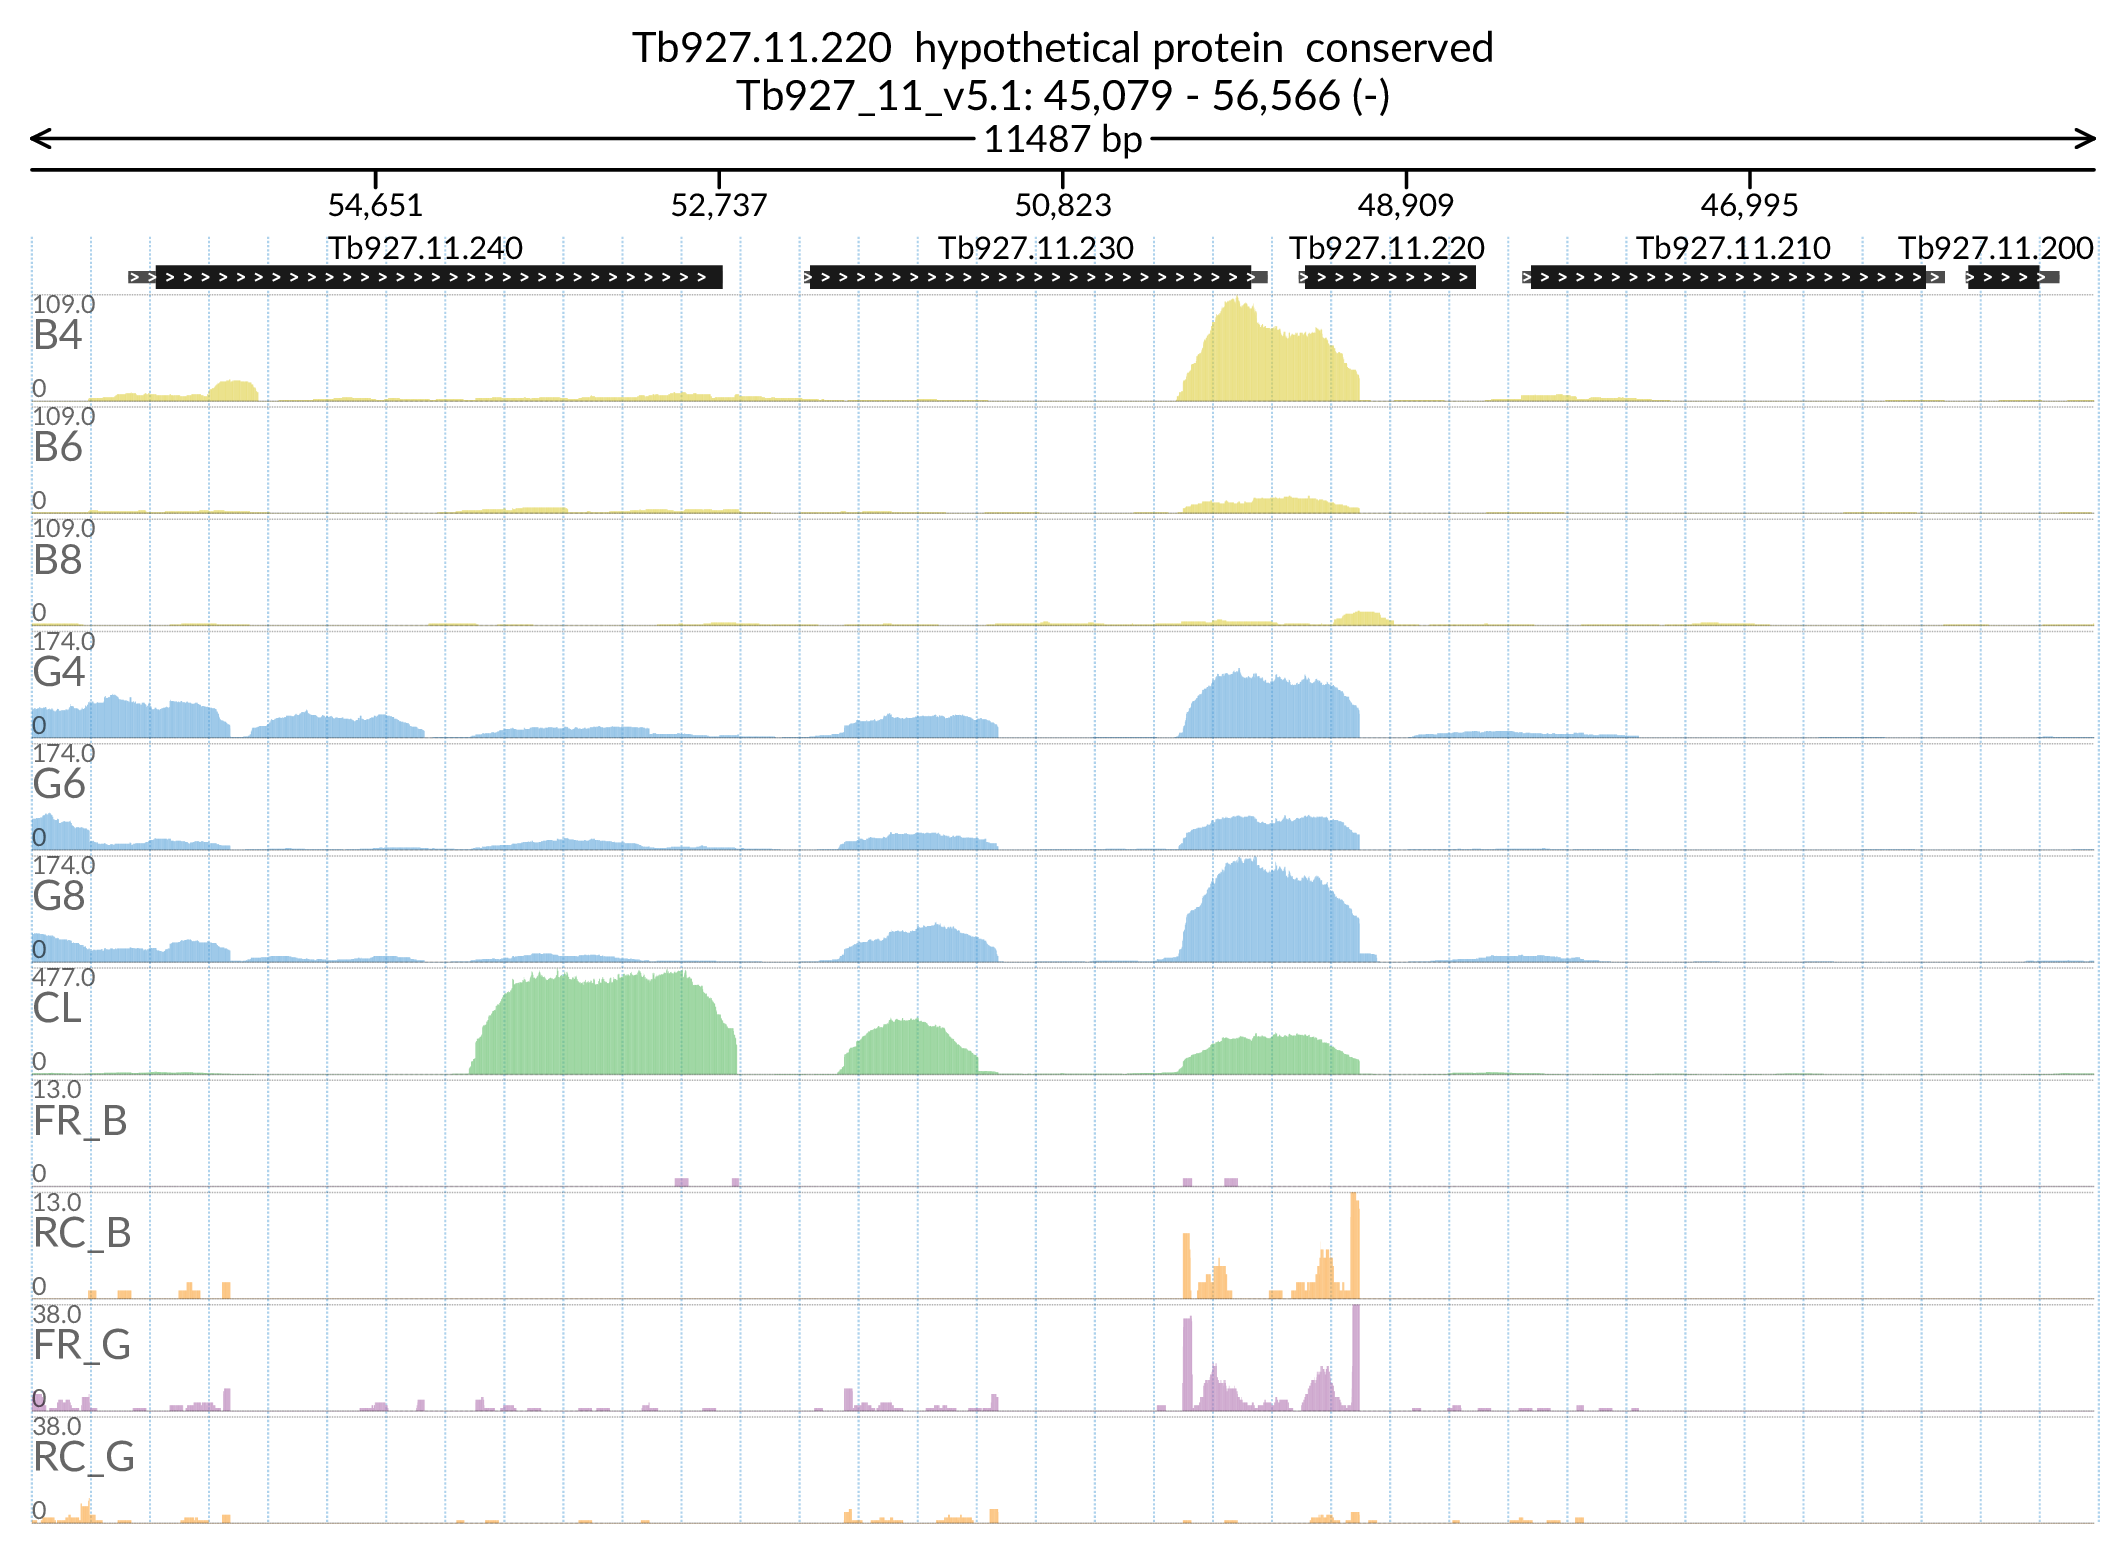 Tb927.11.220  hypothetical protein  conserved
Tb927_11_v5.1: 45,079 - 56,566 (-)
11487 bp
54,651 52,737 50,823 48,909 46,995
Tb927.11.240 Tb927.11.230 Tb927.11.220 Tb927.11.210 Tb927.11.200
109.0
B4
0
109.0
B6
0
109.0
B8
0
174.0
G4
0
174.0
G6
0
174.0
G8
0
477.0
CL
0
13.0
FR_B
0
13.0
RC_B
0
38.0
FR_G
0
38.0
RC_G
0